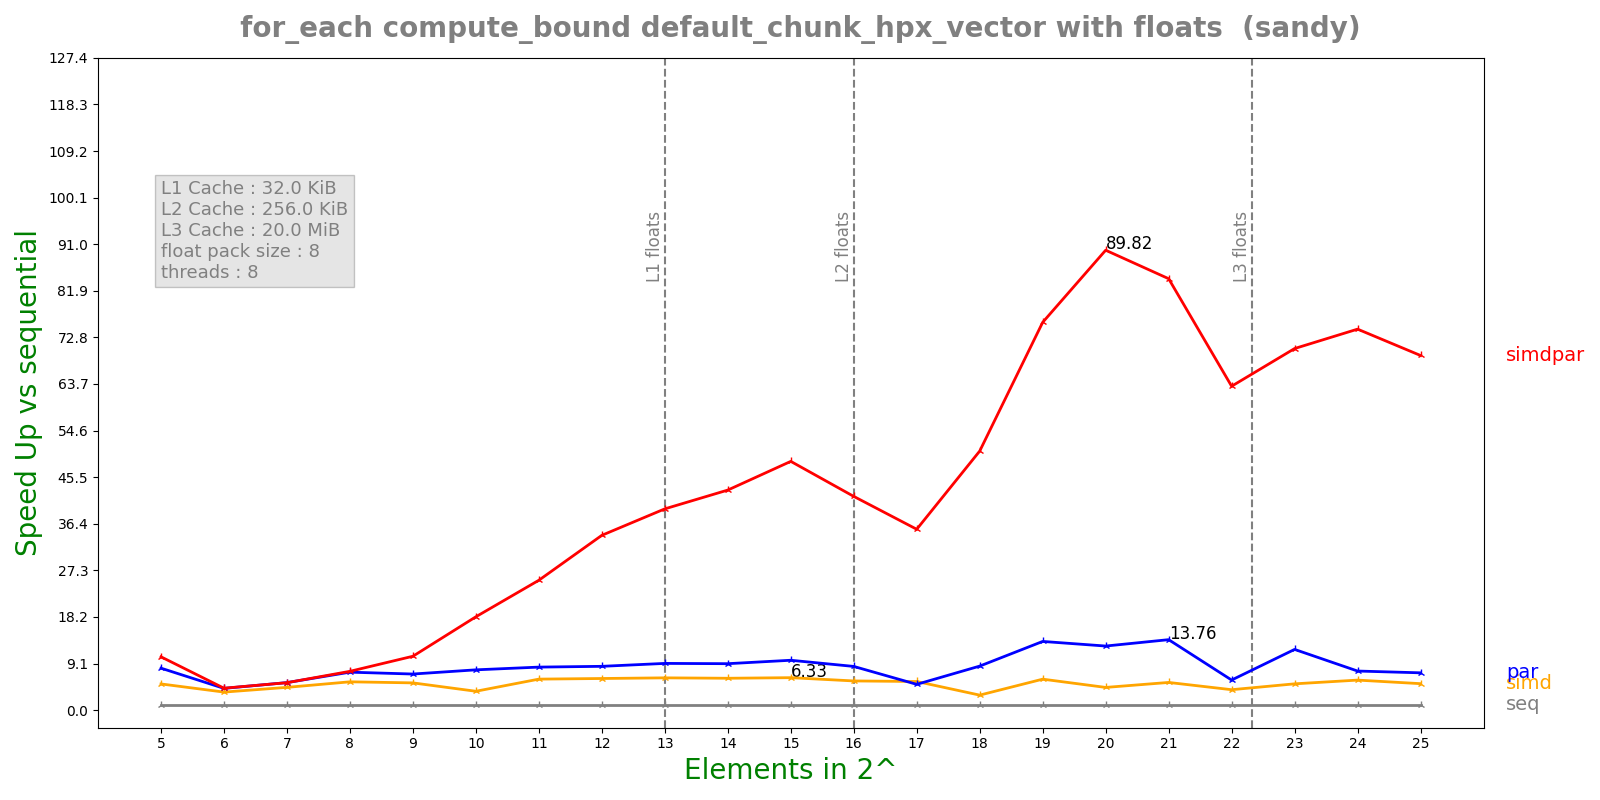 for_each compute_bound default_chunk_hpx_vector with floats (sandy)
Speed Up vs sequential
127.4
118.3
109.2
100.1
91.0
81.9
72.8
63.7
54.6
45.5
36.4
27.3
18.2
9.1
0.0
L1 Cache : 32.0 KiB
L2 Cache : 256.0 KiB
L3 Cache : 20.0 MiB
float pack size : 8
threads : 8
L1 floats
L2 floats
L3 floats
89.82
13.76
6.33
simdpar
par
simd
seq
5 6 7 8 9 10 11 12 13 14 15 16 17 18 19 20 21 22 23 24 25
Elements in 2^